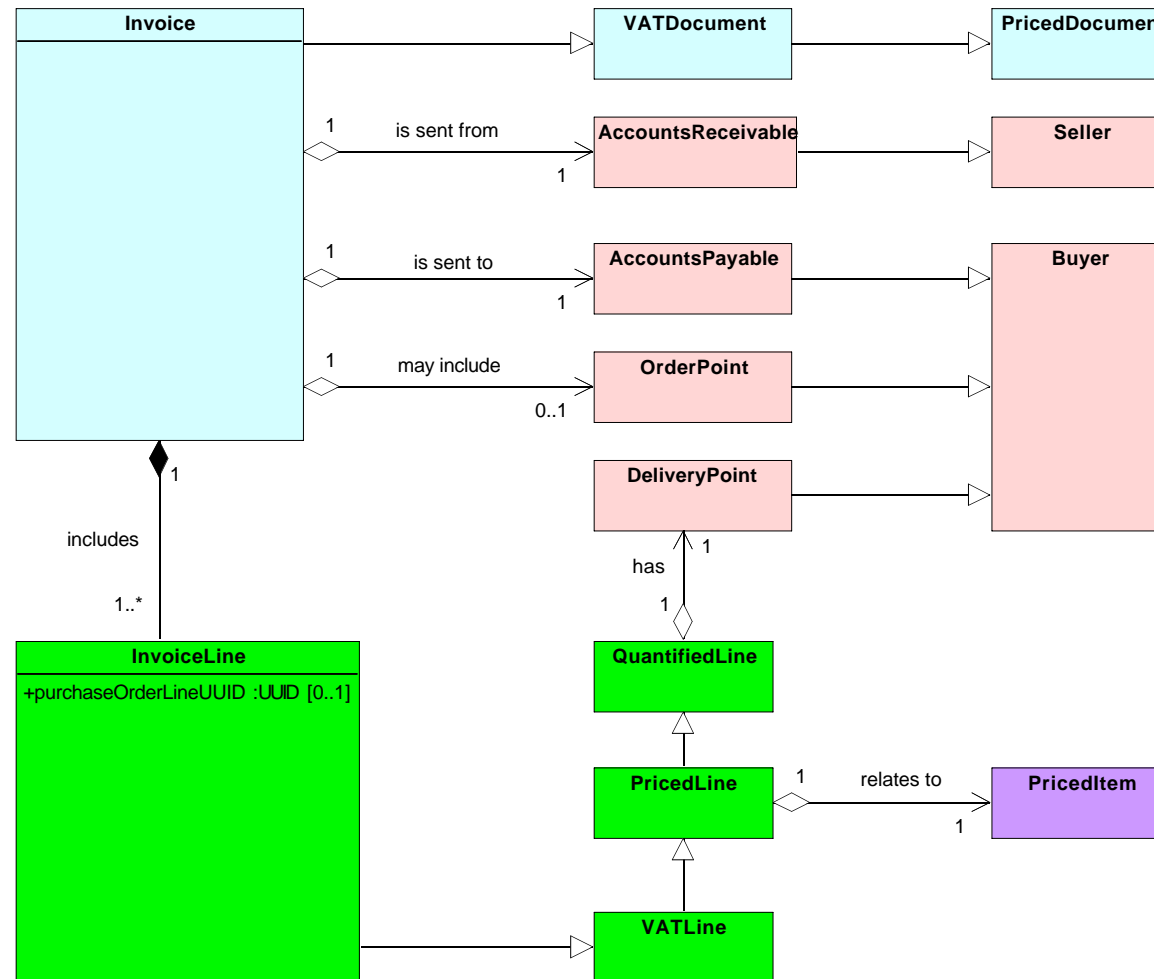 Invoice
VATDocument
PricedDocumen
1
is sent from
1
AccountsReceivable
Seller
1
is sent to
1
AccountsPayable
Buyer
1
may include
0..1
OrderPoint
DeliveryPoint
1
includes
1..*
has
1
1
InvoiceLine
+purchaseOrderLineUUID :UUID [0..1]
QuantifiedLine
PricedLine
1
relates to
1
PricedItem
VATLine